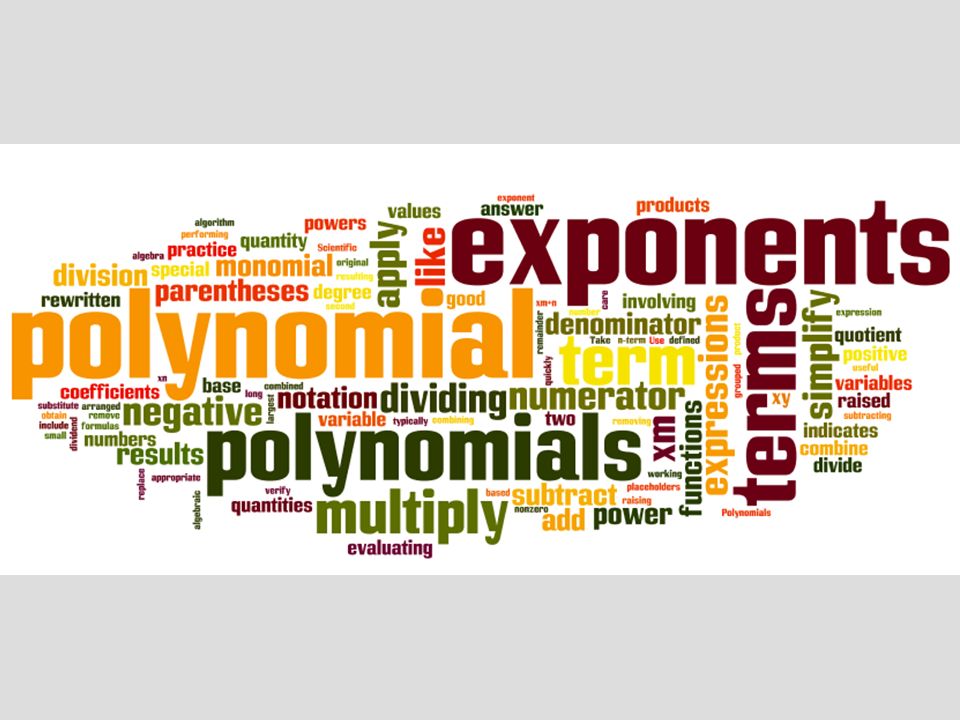 exponent
answer
products
values
exponents
algorithm
powers
performing
quantity
Scientific
apply
like
algebra
practice
original
division
special
monomial
resulting
rewritten
parentheses
degree
second
good
xm+n
care
involving
polynomial
number
remainder
denominator
expressions
product
terms
simplify
expression
quotient
Take
n-term
Use
defined
term
positive
quickly
useful
xn
coefficients
base
long
combined
largest
notation
dividing
numerator
grouped
xy
variables
raised
substitute
arranged
negative
obtain
remove
variable
typically
combining
two
removing
xm
functions
subtracting
include
dividend
formulas
indicates
small
numbers
polynomials
combine
results
divide
replace
appropriate
working
verify
based
subtract
placeholders
quantities
multiply
nonzero
raising
algebraic
add
power
Polynomials
evaluating